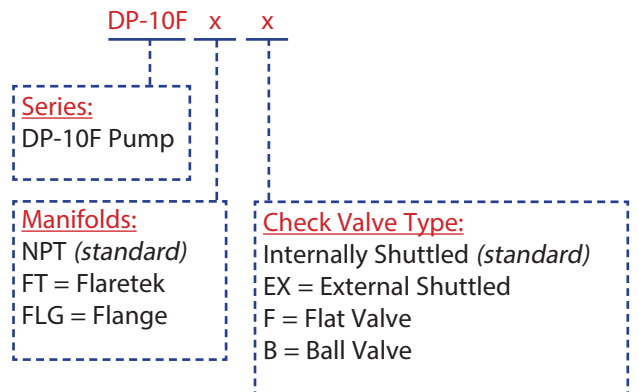 DP-10F x x
Series:
DP-10F Pump
Manifolds:
NPT (standard)
FT = Flaretek
FLG = Flange
Check Valve Type:
Internally Shuttled (standard)
EX = External Shuttled
F = Flat Valve
B = Ball Valve